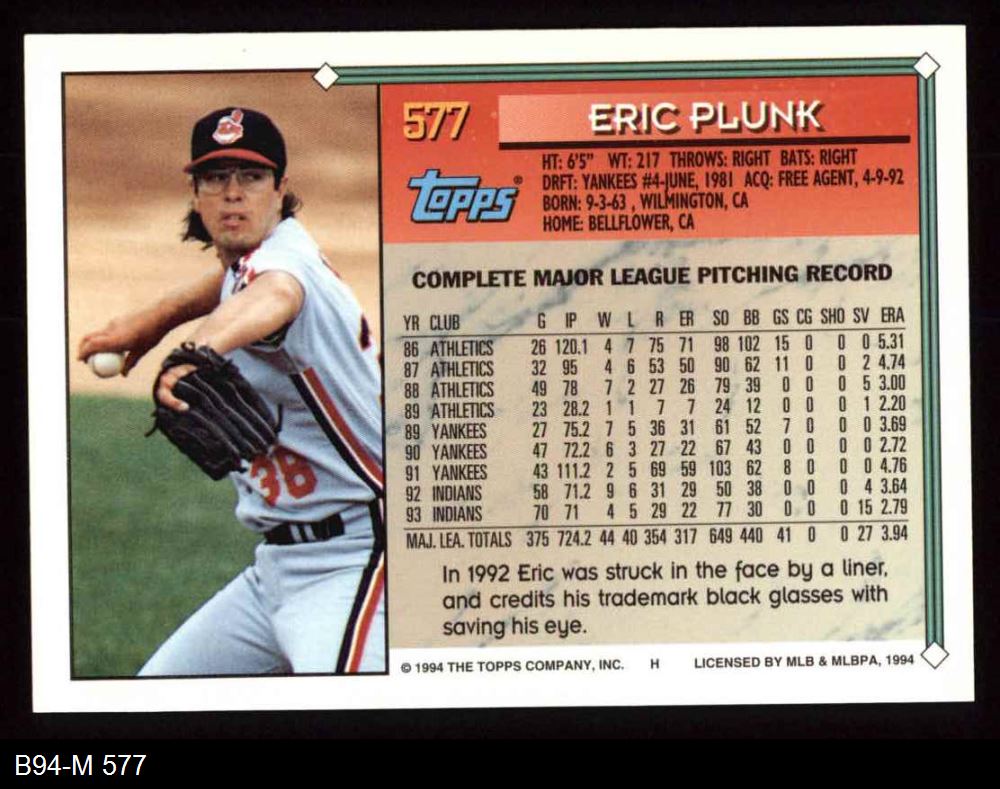 577
ERIC PLUNK
Topps®
HT: 6'5" WT: 217 THROWS: RIGHT BATS: RIGHT
DRFT: YANKEES #4-JUNE, 1981 ACQ: FREE AGENT, 4-9-92
BORN: 9-3-63 , WILMINGTON, CA
HOME: BELLFLOWER, CA
COMPLETE MAJOR LEAGUE PITCHING RECORD
YR CLUB G IP W L R ER SO BB GS CG SHO SV ERA
86 ATHLETICS 26 120.1 4 7 75 71 98 102 15 0 0 0 5.31
87 ATHLETICS 32 95 4 6 53 50 90 62 11 0 0 2 4.74
88 ATHLETICS 49 78 7 2 27 26 79 39 0 0 0 5 3.00
89 ATHLETICS 23 28.2 1 1 7 7 24 12 0 0 0 1 2.20
89 YANKEES 27 75.2 7 5 36 31 61 52 7 0 0 0 3.69
90 YANKEES 47 72.2 6 3 27 22 67 43 0 0 0 0 2.72
91 YANKEES 43 111.2 2 5 69 59 103 62 8 0 0 0 4.76
92 INDIANS 58 71.2 9 6 31 29 50 38 0 0 0 4 3.64
93 INDIANS 70 71 4 5 29 22 77 30 0 0 0 15 2.79
MAJ. LEA. TOTALS 375 724.2 44 40 354 317 649 440 41 0 0 27 3.94
In 1992 Eric was struck in the face by a liner,
and credits his trademark black glasses with
saving his eye.
© 1994 THE TOPPS COMPANY, INC. H LICENSED BY MLB & MLBPA, 1994
38
B94-M 577